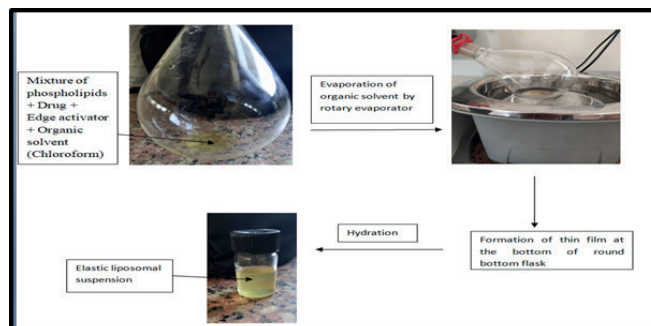 Mixture of
phospholipids
+ Drug +
Edge activator
+ Organic
solvent
(Chloroform)
Evaporation of
organic solvent by
rotary evaporator
Formation of thin film at
the bottom of round
bottom flask
Hydration
Elastic liposomal
suspension